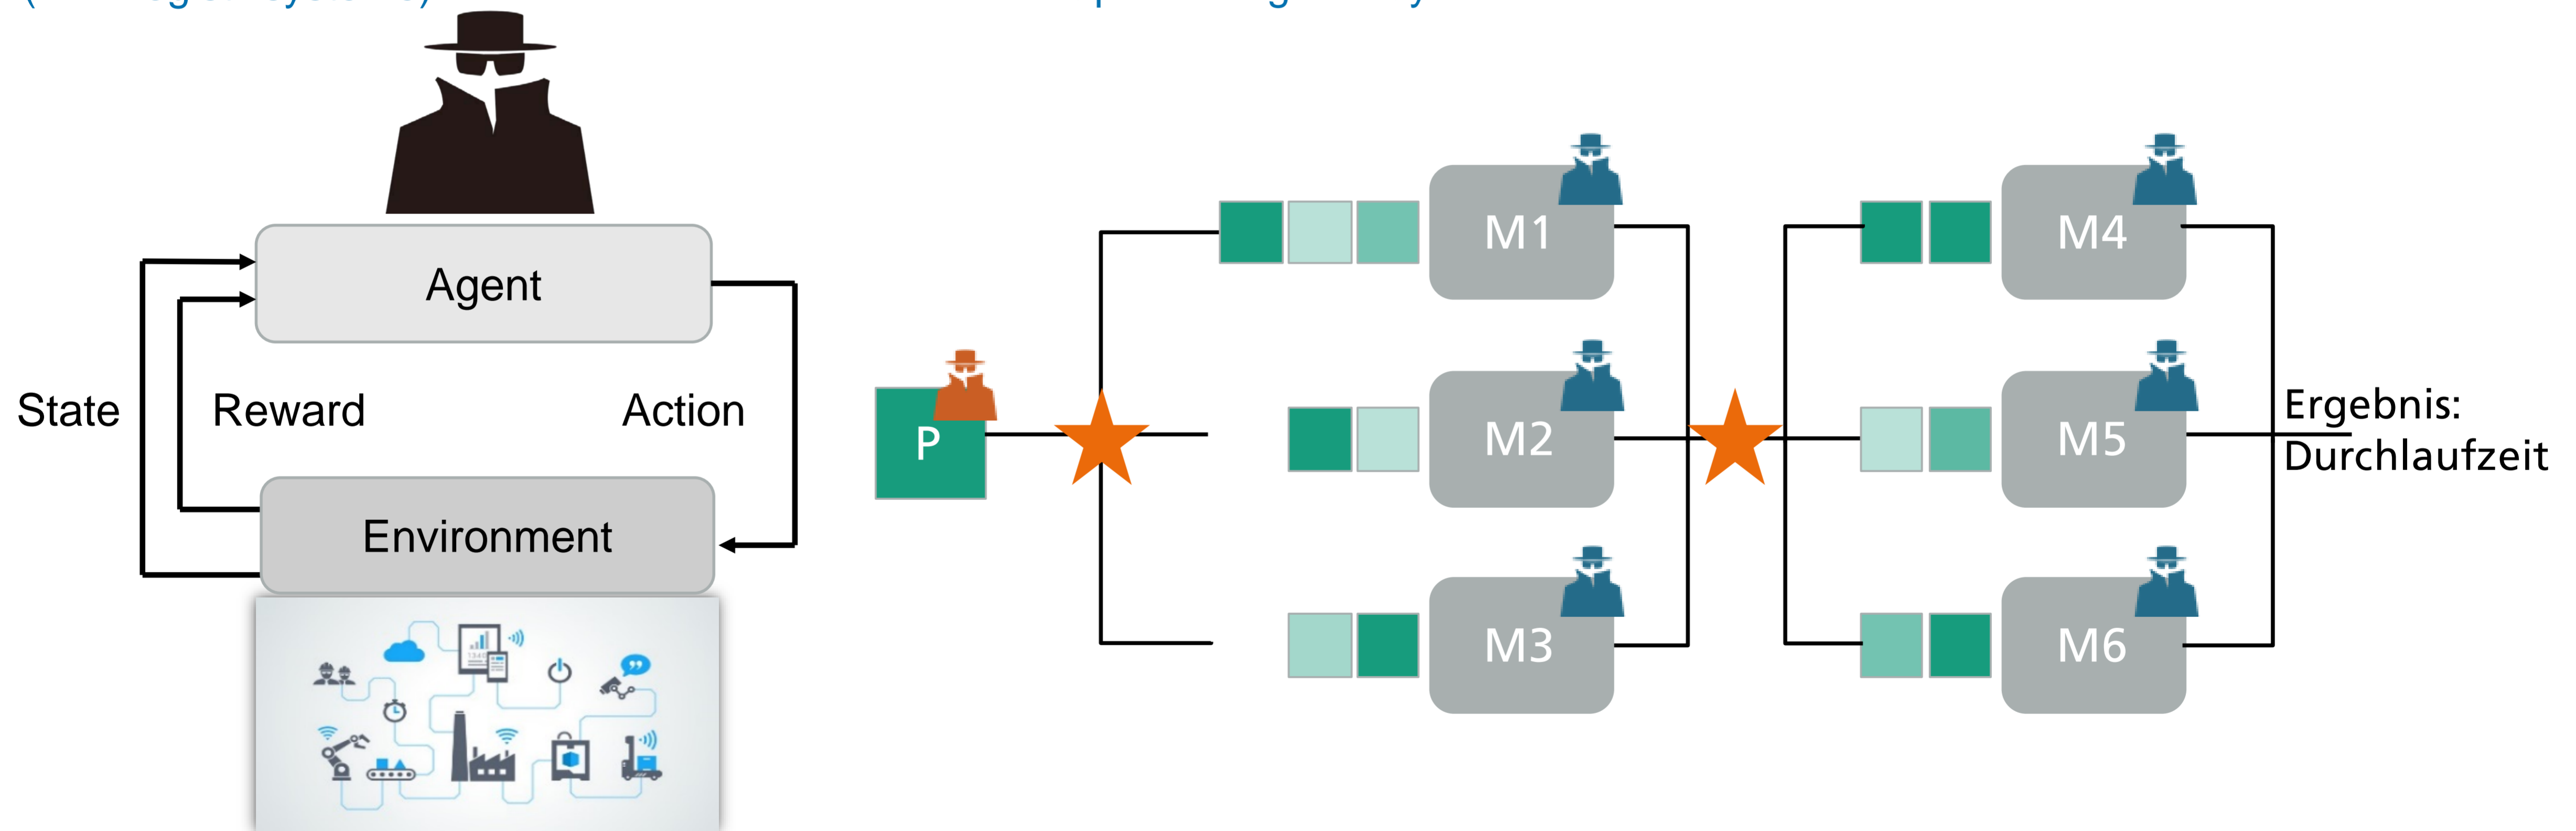 Agent
State
Reward
Action
Environment
P
M1
M2
M3
M4
M5
M6
Ergebnis:
Durchlaufzeit